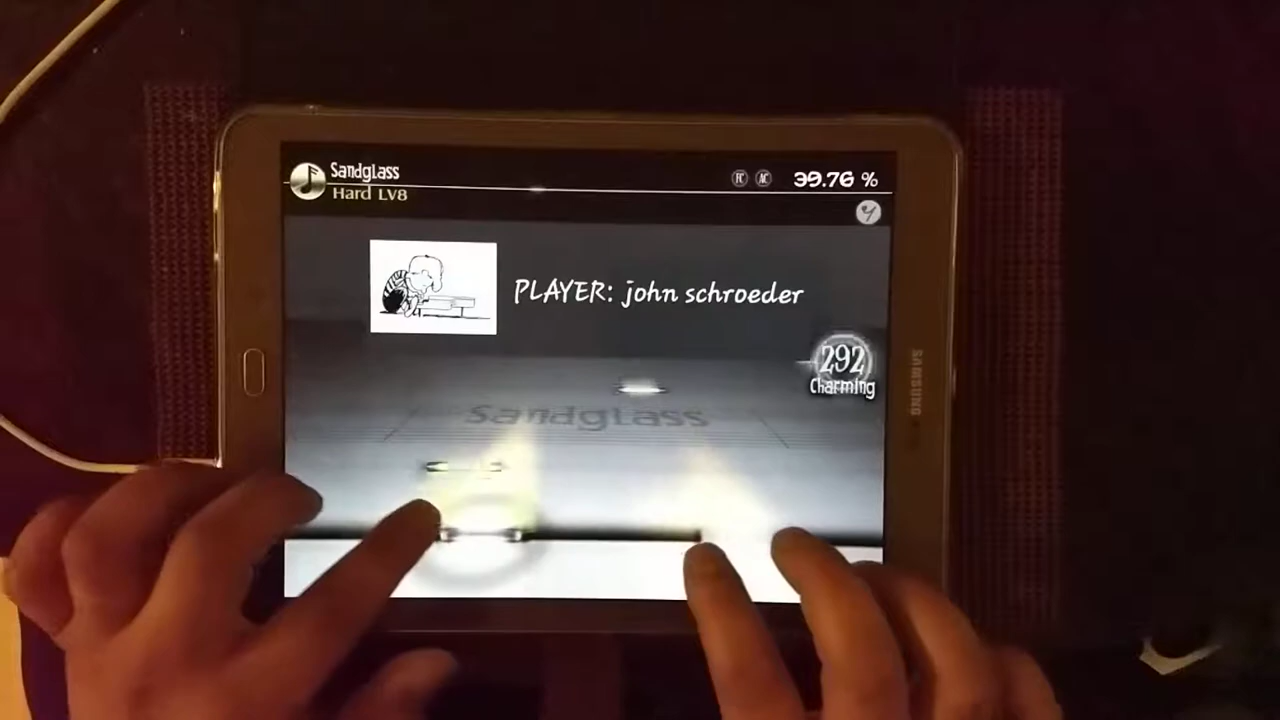 Sandglass
Hard LV8
FC AC 39.76 %
PLAYER: john schroeder
292
Charming
Sandglass
SAMSUNG